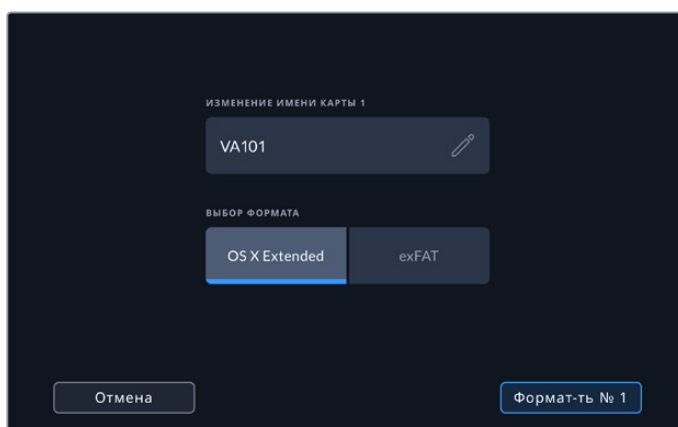 ИЗМЕНЕНИЕ ИМЕНИ КАРТЫ 1
VA101
ВЫБОР ФОРМАТА
OS X Extended exFAT
Отмена Формат-ть № 1